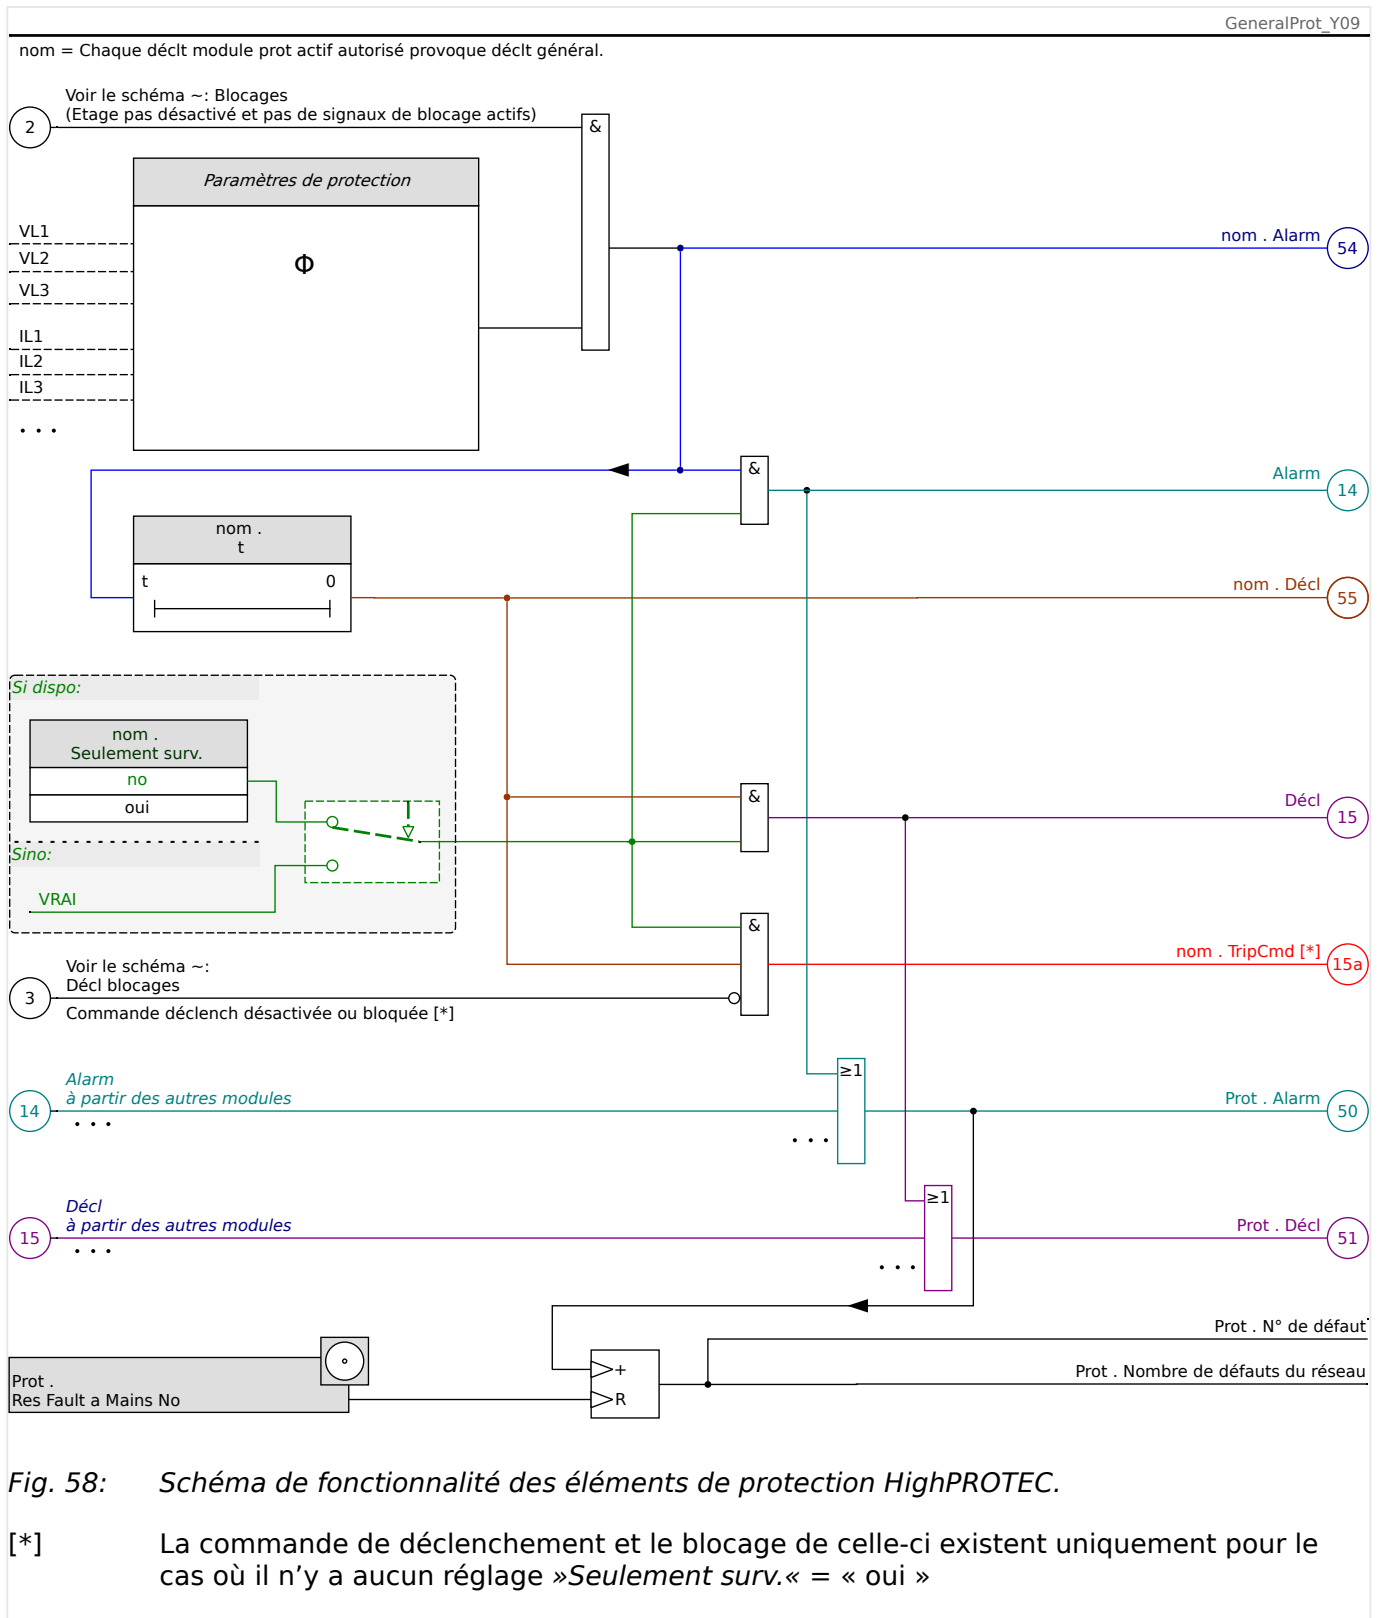 GeneralProt_Y09
nom = Chaque déclt module prot actif autorisé provoque déclt général.
Voir le schéma ~: Blocages
(Etage pas désactivé et pas de signaux de blocage actifs)
2
&
Paramètres de protection
Φ
VL1
VL2
VL3
IL1
IL2
IL3
. . .
nom . Alarm
54
&
Alarm
14
nom .
t
t 0
nom . Décl
55
Si dispo:
nom .
Seulement surv.
no
oui
Sino:
VRAI
&
Décl
15
&
nom . TripCmd [*]
15a
Voir le schéma ~:
Décl blocages
3
Commande déclench désactivée ou bloquée [*]
≥1
Alarm
à partir des autres modules
14
. . .
. . .
Prot . Alarm
50
≥1
Décl
à partir des autres modules
15
. . .
. . .
Prot . Décl
51
Prot . N° de défaut
Prot . Nombre de défauts du réseau
+
R
Prot .
Res Fault a Mains No
Fig. 58: Schéma de fonctionnalité des éléments de protection HighPROTEC.
[*] La commande de déclenchement et le blocage de celle-ci existent uniquement pour le
cas où il n’y a aucun réglage »Seulement surv.« = « oui »